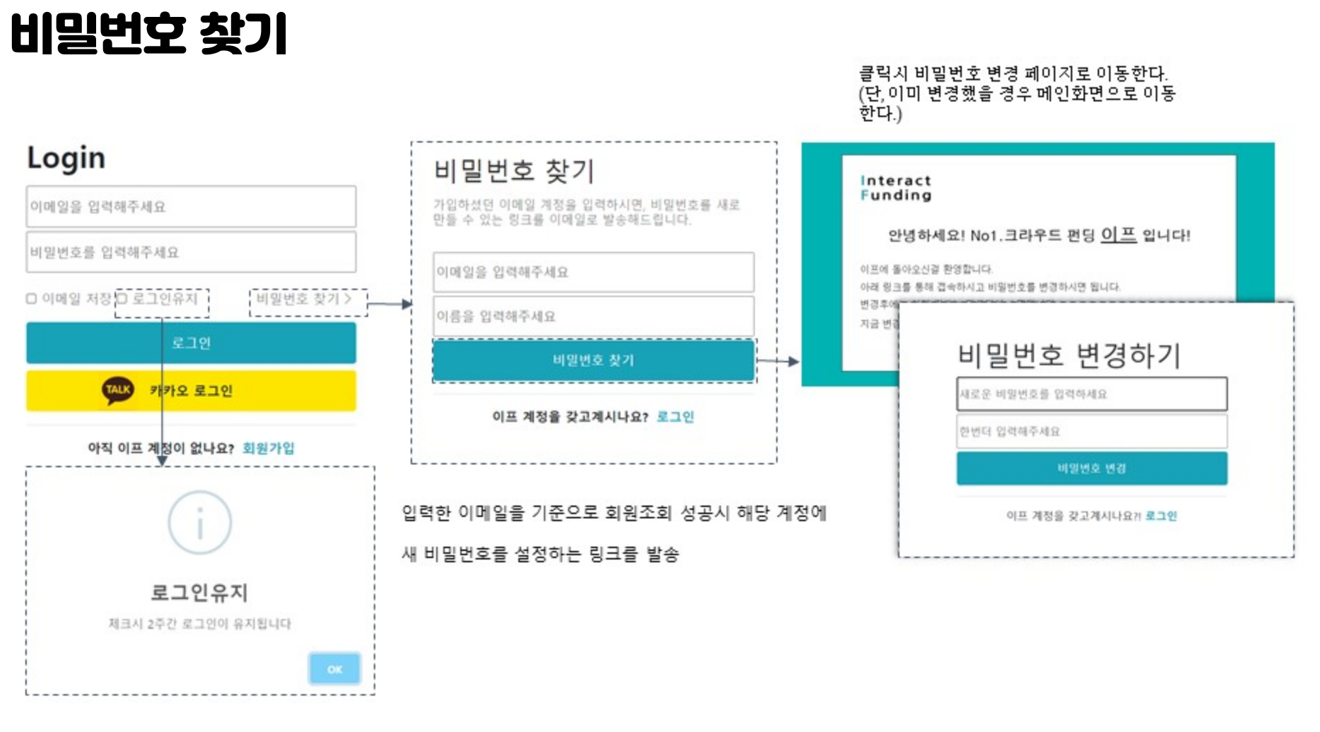 비밀번호 찾기
클릭시 비밀번호 변경 페이지로 이동한다.
(단, 이미 변경했을 경우 메인화면으로 이동
한다.)
Login
이메일을 입력해주세요
비밀번호를 입력해주세요
이메일 저장 로그인유지 비밀번호 찾기 >
로그인
TALK 카카오 로그인
아직 이프 계정이 없나요? 회원가입
로그인유지
체크시 2주간 로그인이 유지됩니다
OK
비밀번호 찾기
가입하셨던 이메일 계정을 입력하시면, 비밀번호를 새로
만들 수 있는 링크를 이메일로 발송해드립니다.
이메일을 입력해주세요
이름을 입력해주세요
비밀번호 찾기
이프 계정을 갖고계시나요? 로그인
입력한 이메일을 기준으로 회원조회 성공시 해당 계정에
새 비밀번호를 설정하는 링크를 발송
Interact
Funding
안녕하세요! No1.크라우드 펀딩 이프 입니다!
이프에 돌아오신걸 환영합니다.
아래 링크를 통해 접속하시고 비밀번호를 변경하시면 됩니다.
변경후에
지금 변경
비밀번호 변경하기
새로운 비밀번호를 입력하세요
한번더 입력해주세요
비밀번호 변경
이프 계정을 갖고계시나요?! 로그인